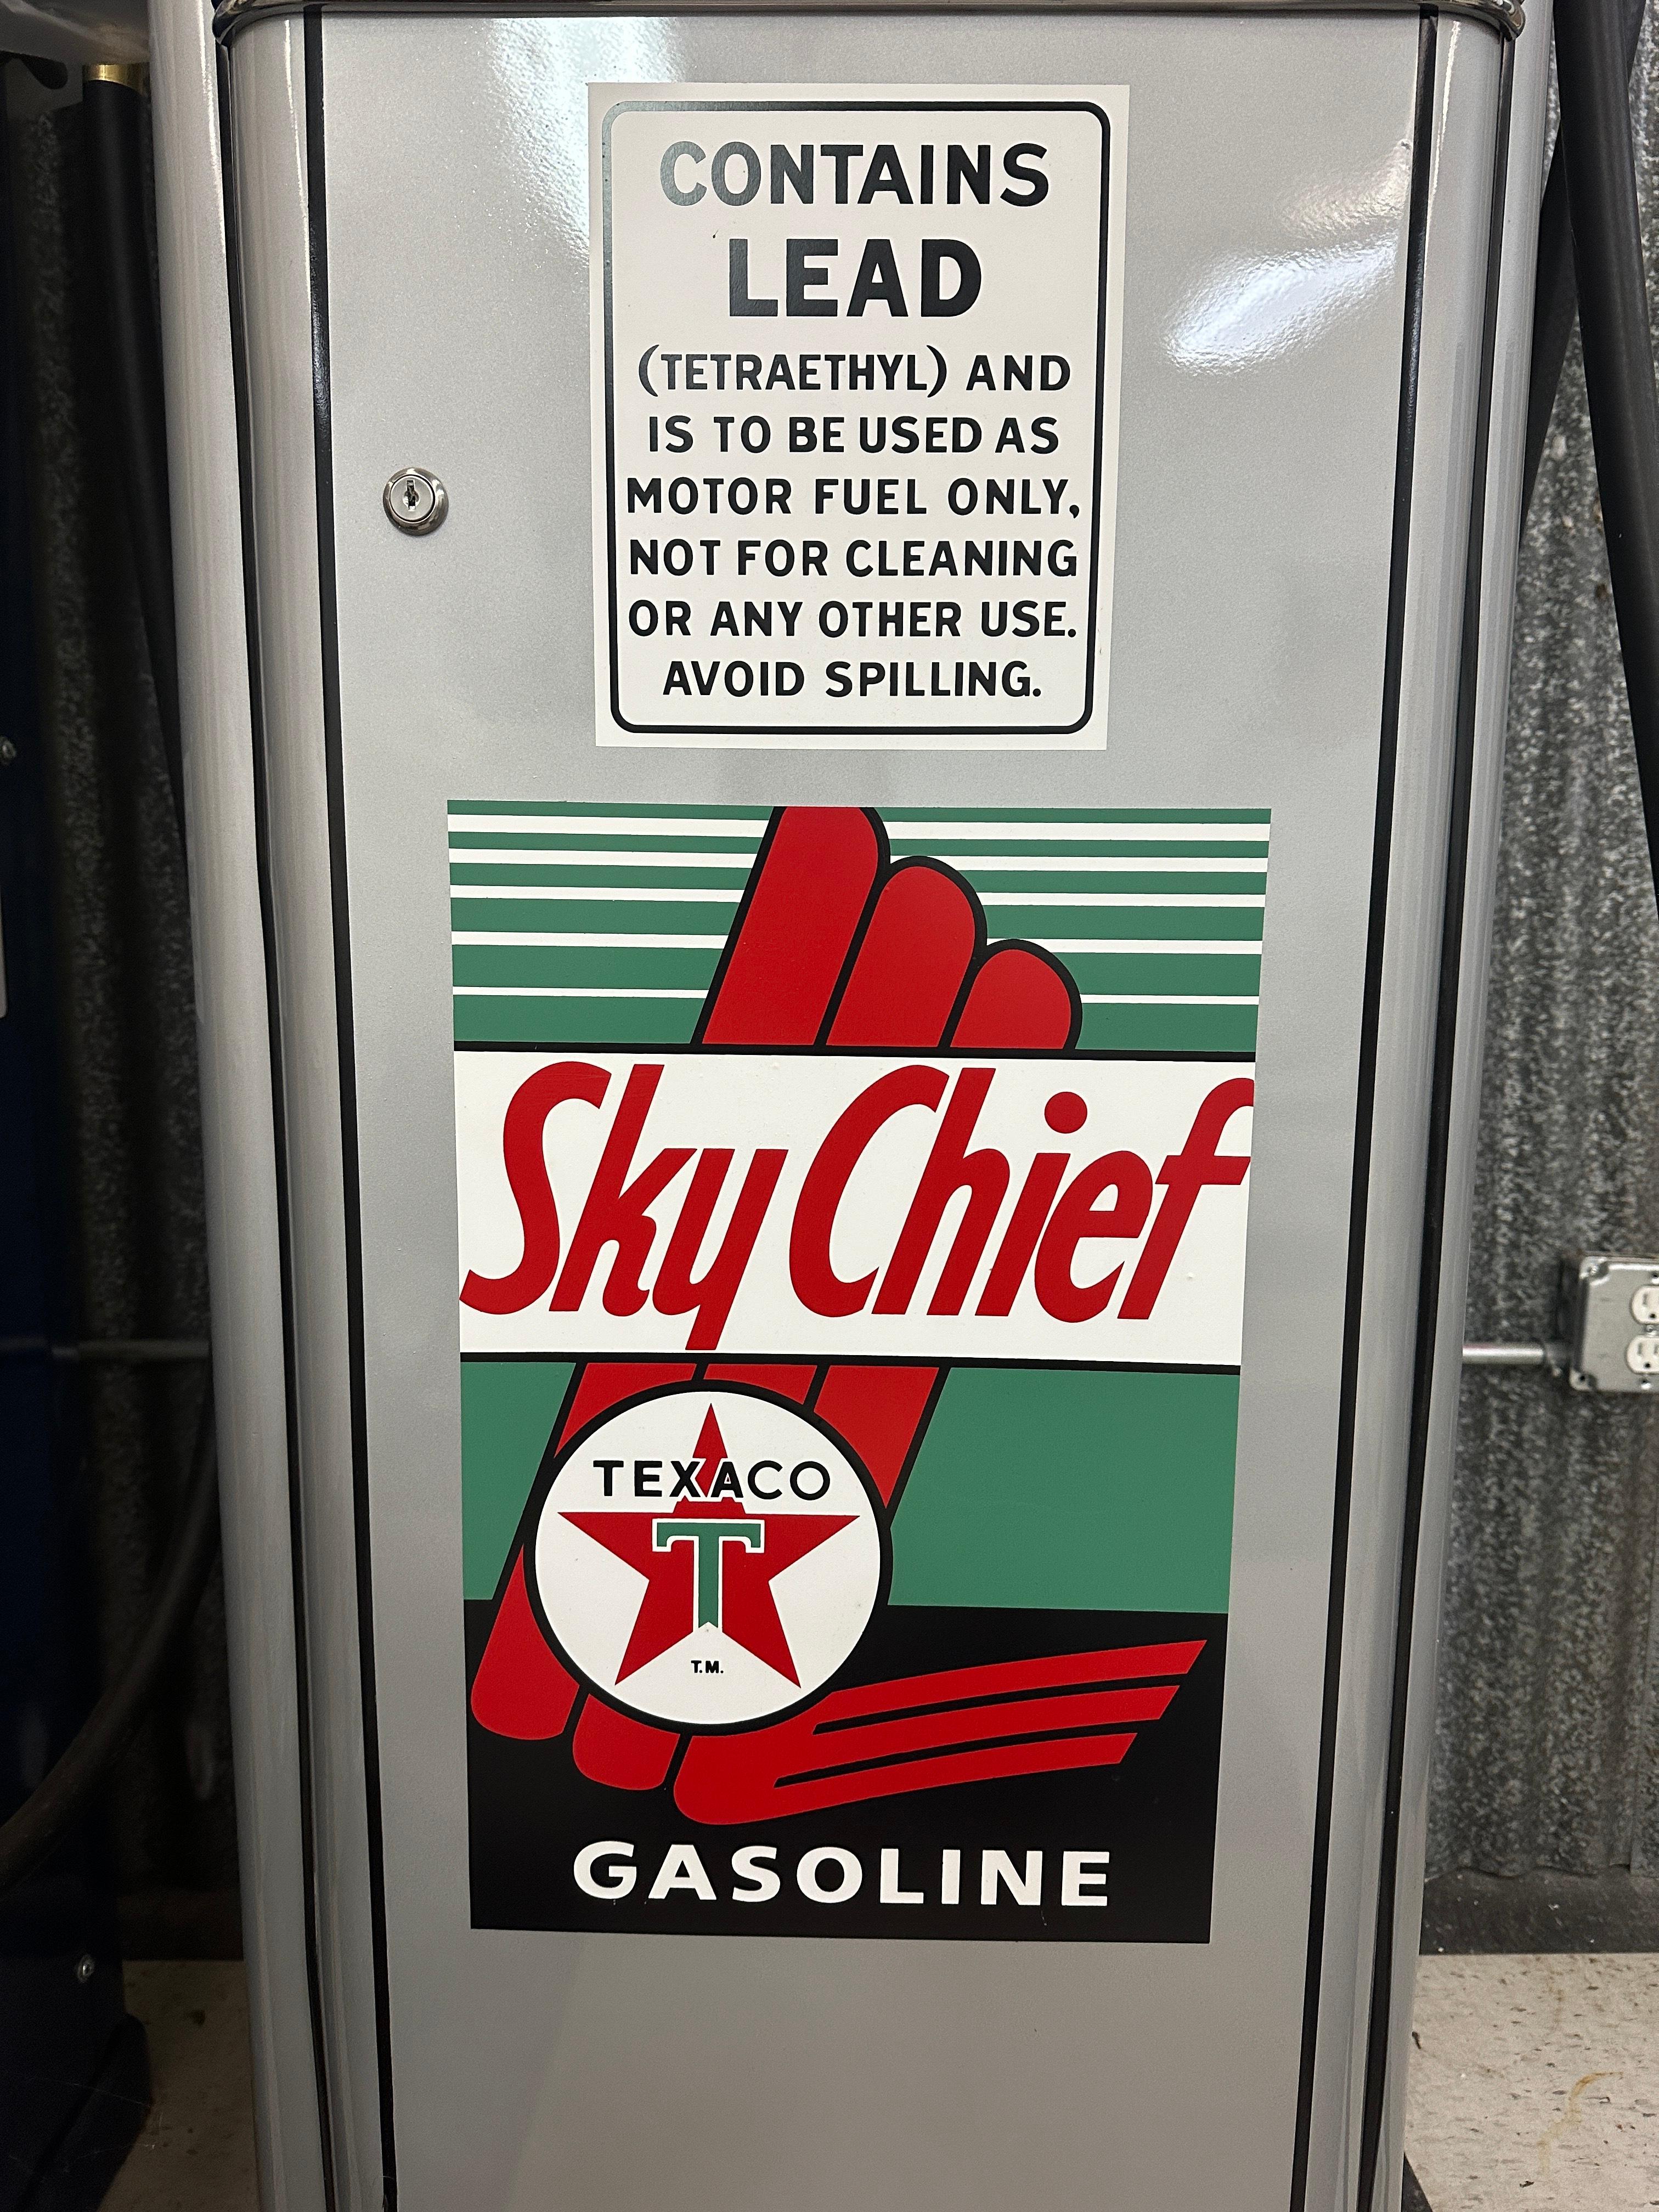 CONTAINS
LEAD
(TETRAETHYL) AND
IS TO BE USED AS
MOTOR FUEL ONLY,
NOT FOR CLEANING
OR ANY OTHER USE.
AVOID SPILLING.
Sky Chief
TEXACO
T
T.M.
GASOLINE